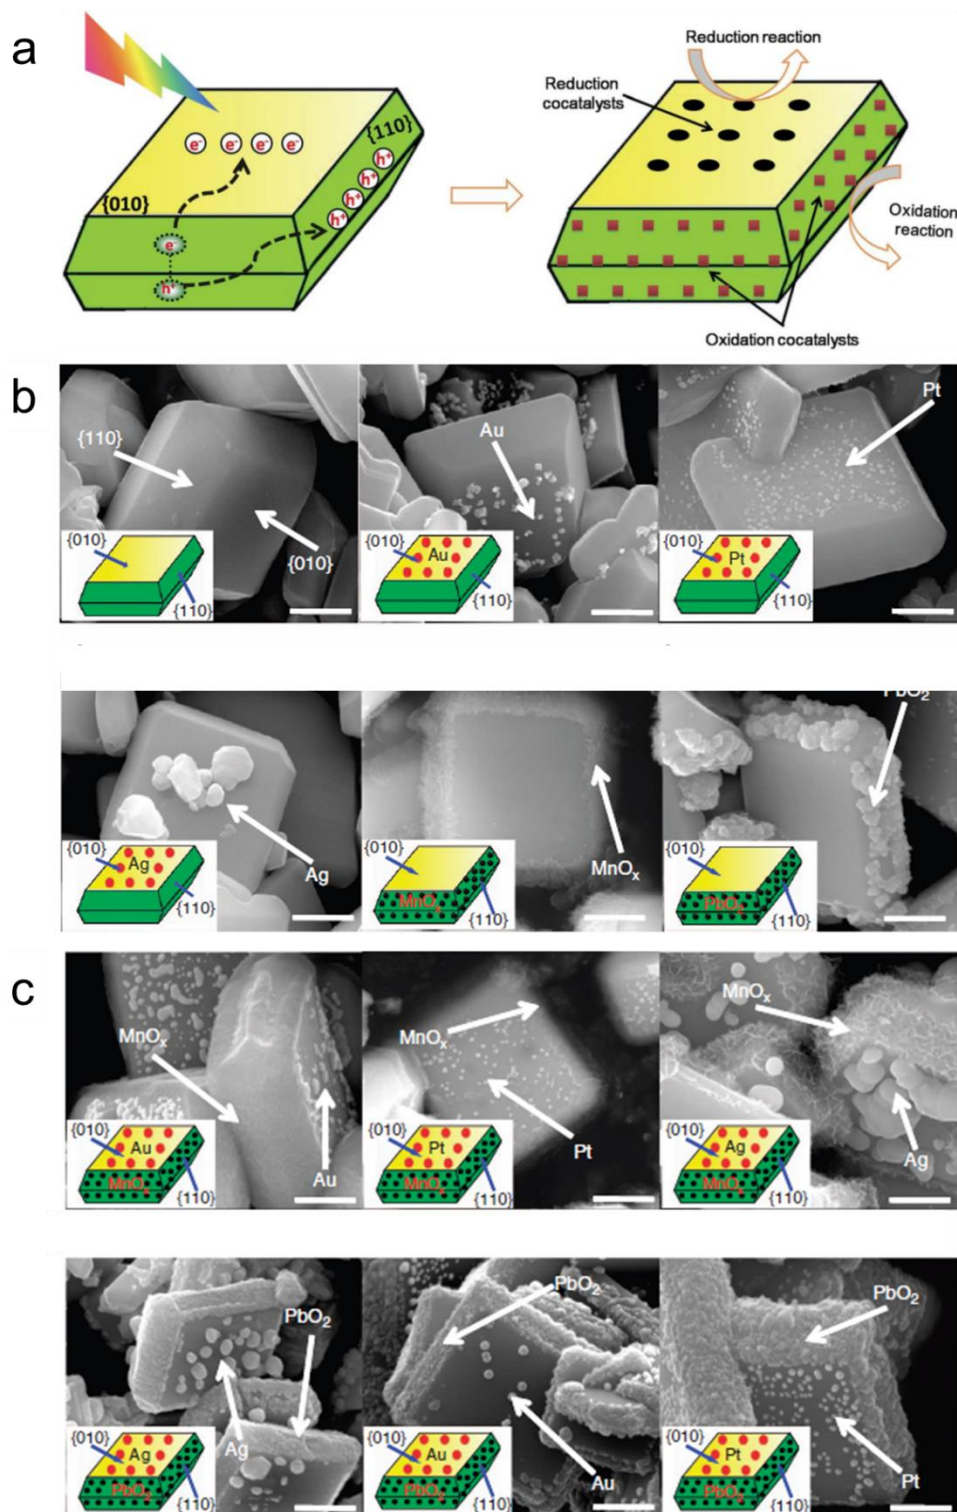 a
Reduction reaction
Reduction
cocatalysts
{110}
e⁻ e⁻ e⁻ e⁻
h⁺
h⁺
h⁺
h⁺
{010}
e⁻
h⁺
Oxidation
reaction
Oxidation cocatalysts
b
{110}
{010}
{010}
{110}
Au
{010}
Au
{110}
Pt
{010}
Pt
{110}
Ag
{010}
Ag
{110}
MnOₓ
{010}
MnOₓ
{110}
PbO₂
{010}
PbO₂
{110}
c
MnOₓ
Au
{010}
Au
MnOₓ
{110}
MnOₓ
Pt
{010}
Pt
MnOₓ
{110}
MnOₓ
Ag
{010}
Ag
MnOₓ
{110}
PbO₂
Ag
{010}
Ag
PbO₂
{110}
PbO₂
Au
{010}
Au
PbO₂
{110}
PbO₂
Pt
{010}
Pt
PbO₂
{110}